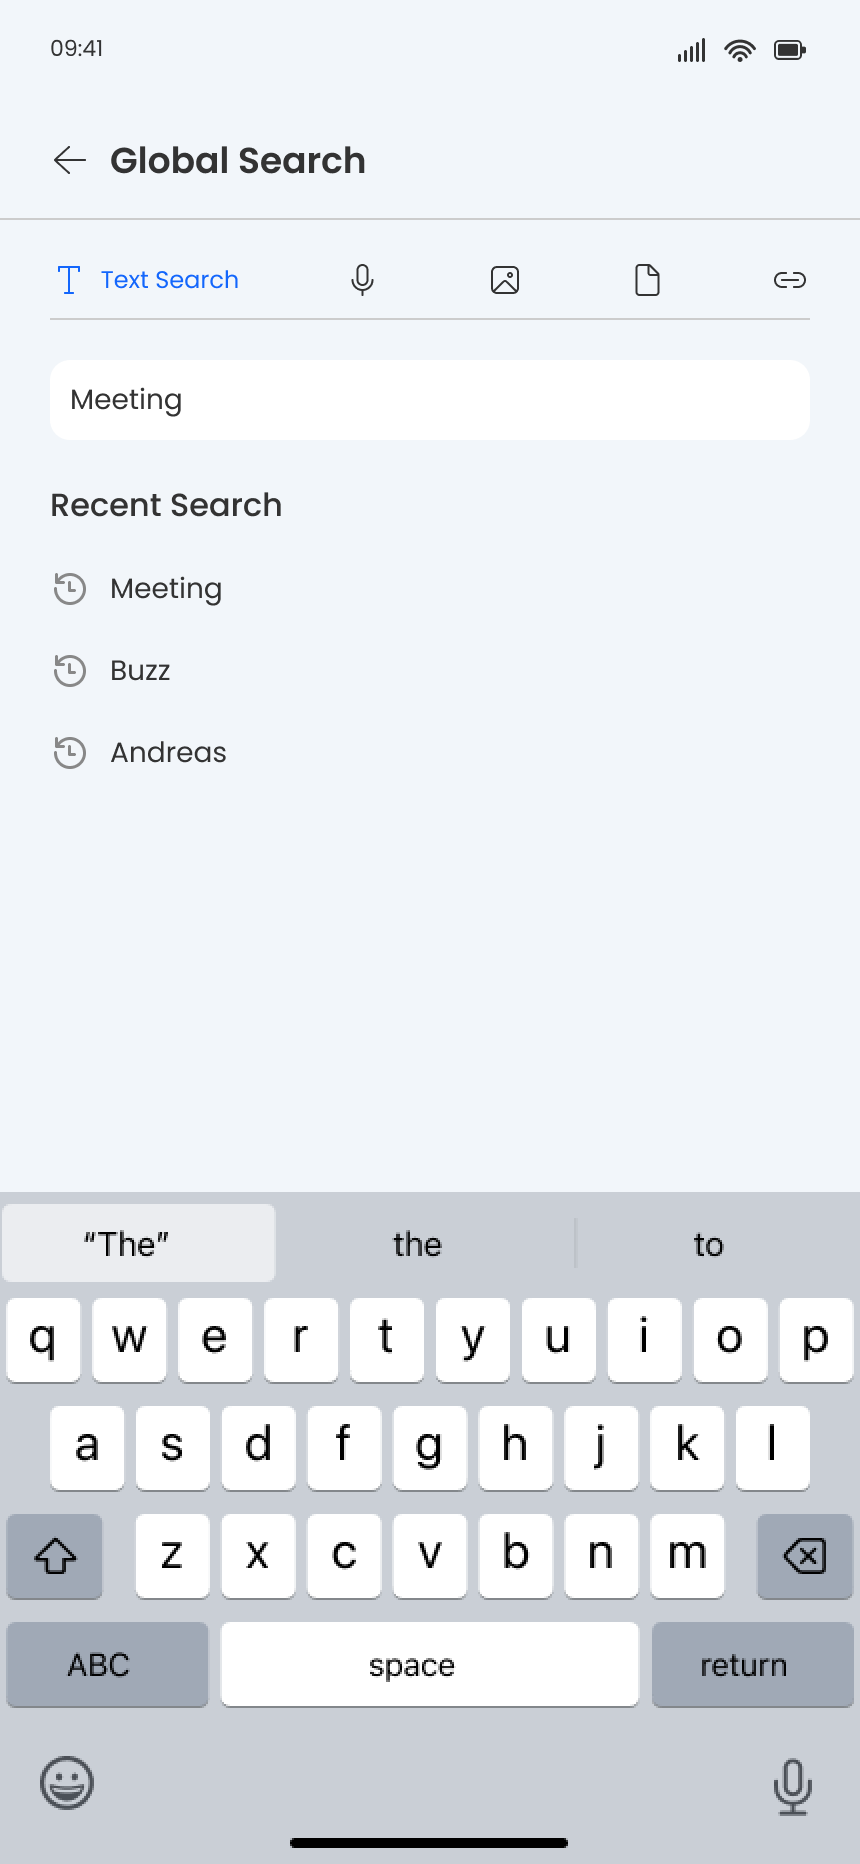 09:41
Global Search
Text Search
Meeting
Recent Search
Meeting
Buzz
Andreas
“The” the to
q w e r t y u i o p
a s d f g h j k l
z x c v b n m
ABC space return